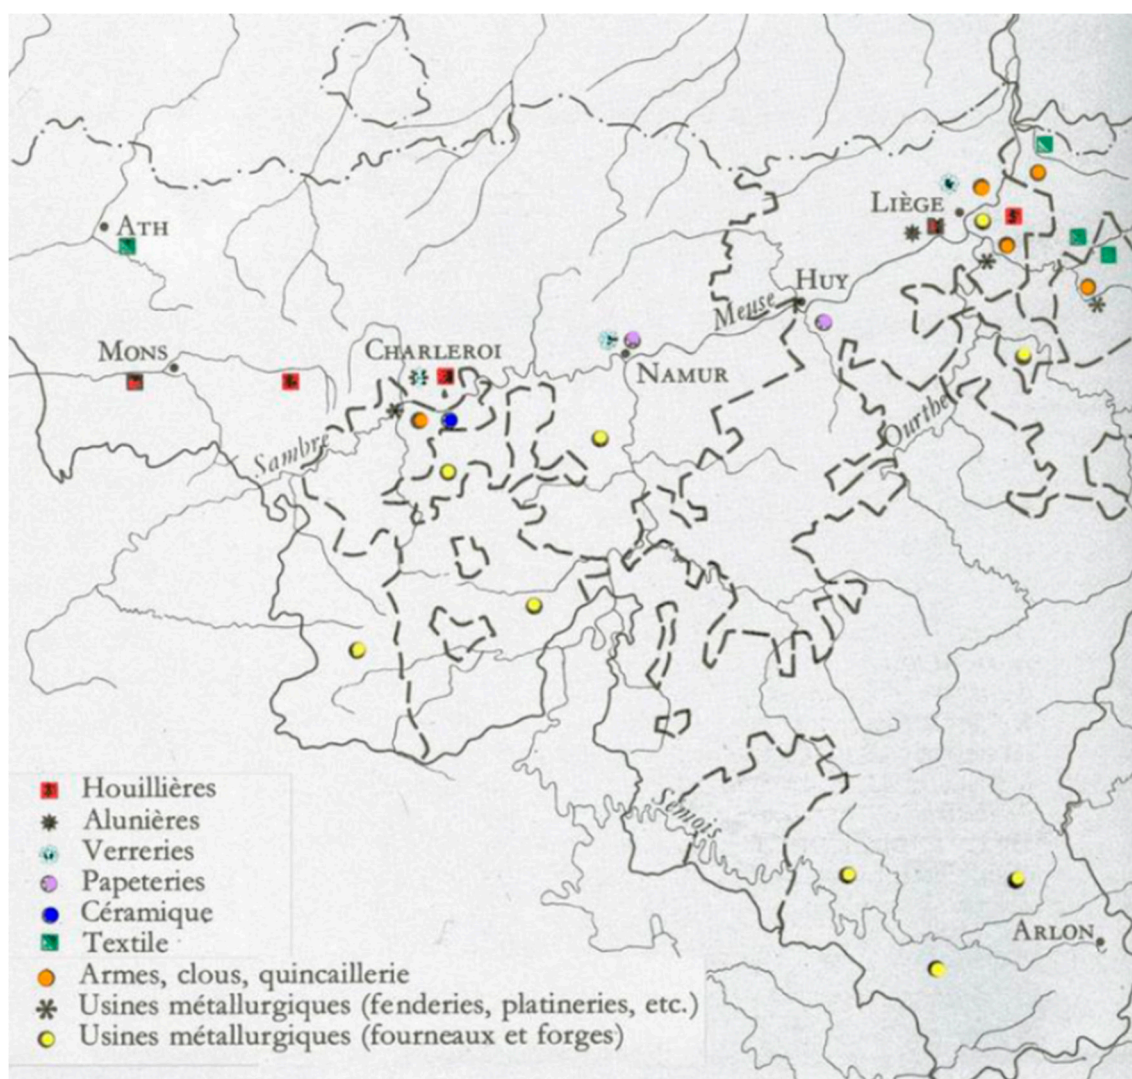 LIÈGE
ATH
HUY
Meuse
MONS
CHARLEROI
NAMUR
Ourthe
Sambre
Semois
ARLON
Houillières
Alunières
Verreries
Papeteries
Céramique
Textile
Armes, clous, quincaillerie
Usines métallurgiques (fenderies, platineries, etc.)
Usines métallurgiques (fourneaux et forges)